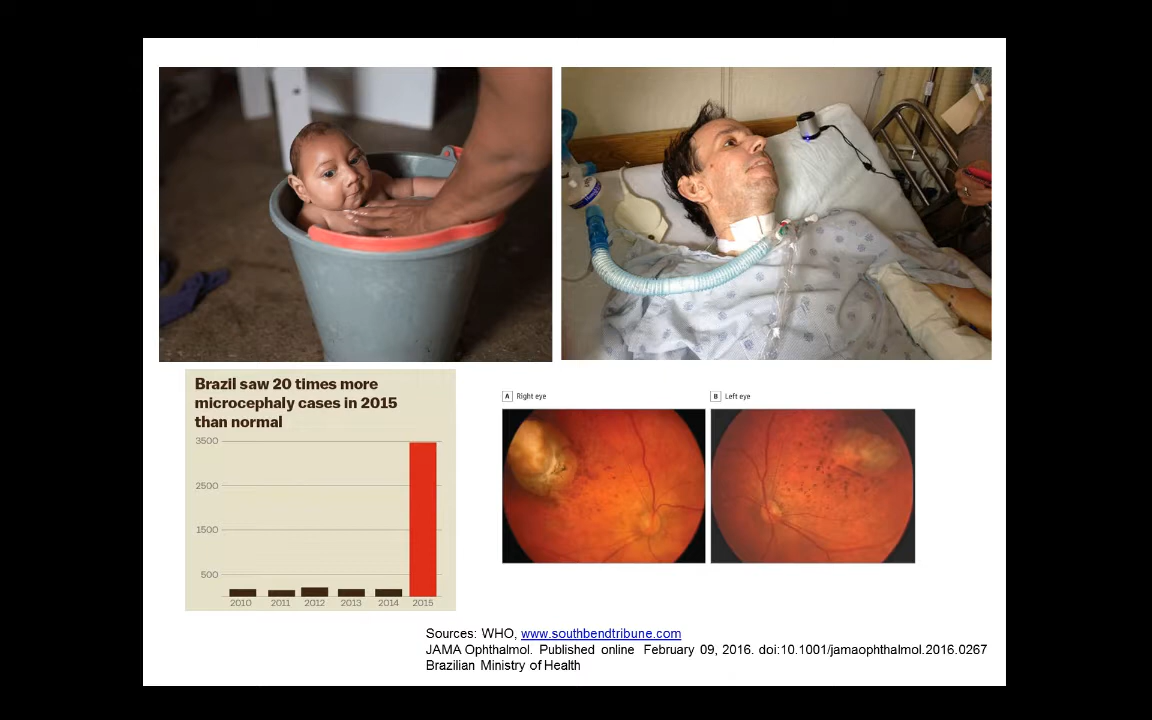 Brazil saw 20 times more
microcephaly cases in 2015
than normal
3500
2500
1500
500
2010 2011 2012 2013 2014 2015
A Right eye
B Left eye
Sources: WHO, www.southbendtribune.com
JAMA Ophthalmol. Published online February 09, 2016. doi:10.1001/jamaophthalmol.2016.0267
Brazilian Ministry of Health